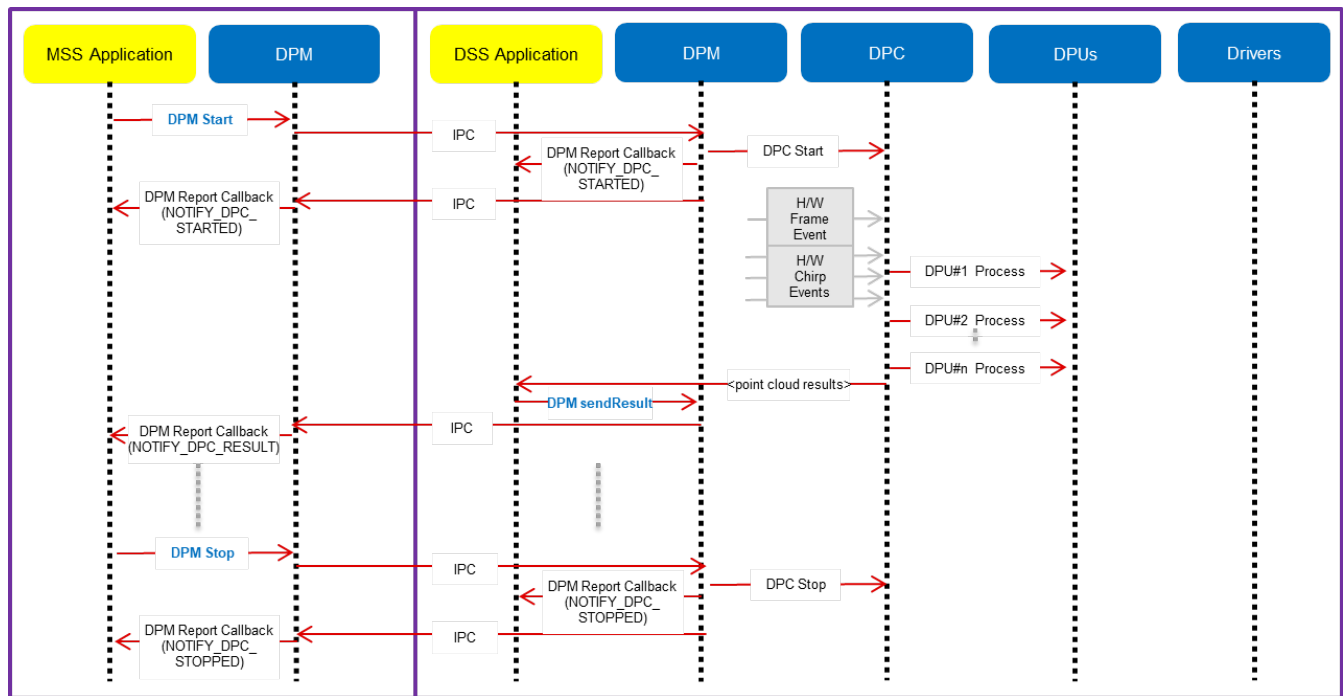 MSS Application
DPM
DSS Application
DPM
DPC
DPUs
Drivers
DPM Start
IPC
DPM Report Callback
(NOTIFY_DPC_
STARTED)
DPC Start
DPM Report Callback
(NOTIFY_DPC_
STARTED)
IPC
H/W
Frame
Event
H/W
Chirp
Events
DPU#1 Process
DPU#2 Process
DPU#n Process
<point cloud results>
DPM sendResult
DPM Report Callback
(NOTIFY_DPC_RESULT)
IPC
DPM Stop
IPC
DPM Report Callback
(NOTIFY_DPC_
STOPPED)
DPC Stop
DPM Report Callback
(NOTIFY_DPC_
STOPPED)
IPC